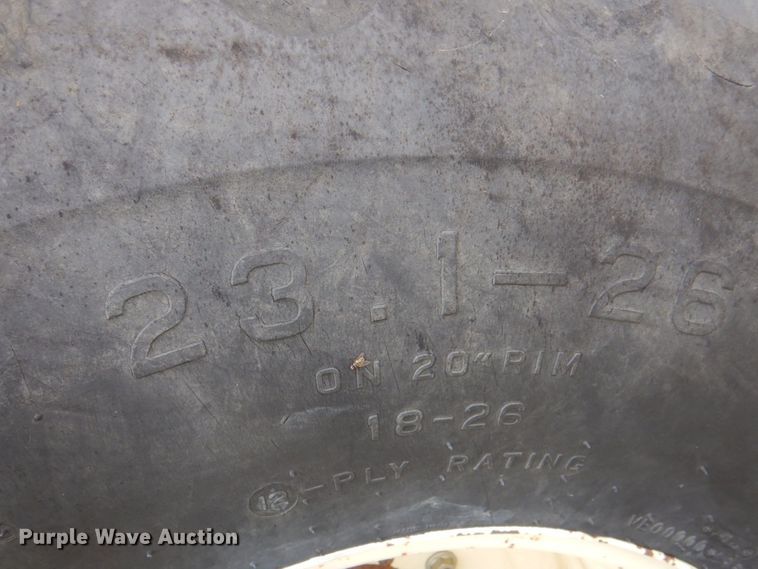 23.1-26
ON 20" RIM
18-26
12-PLY RATING
Purple Wave Auction